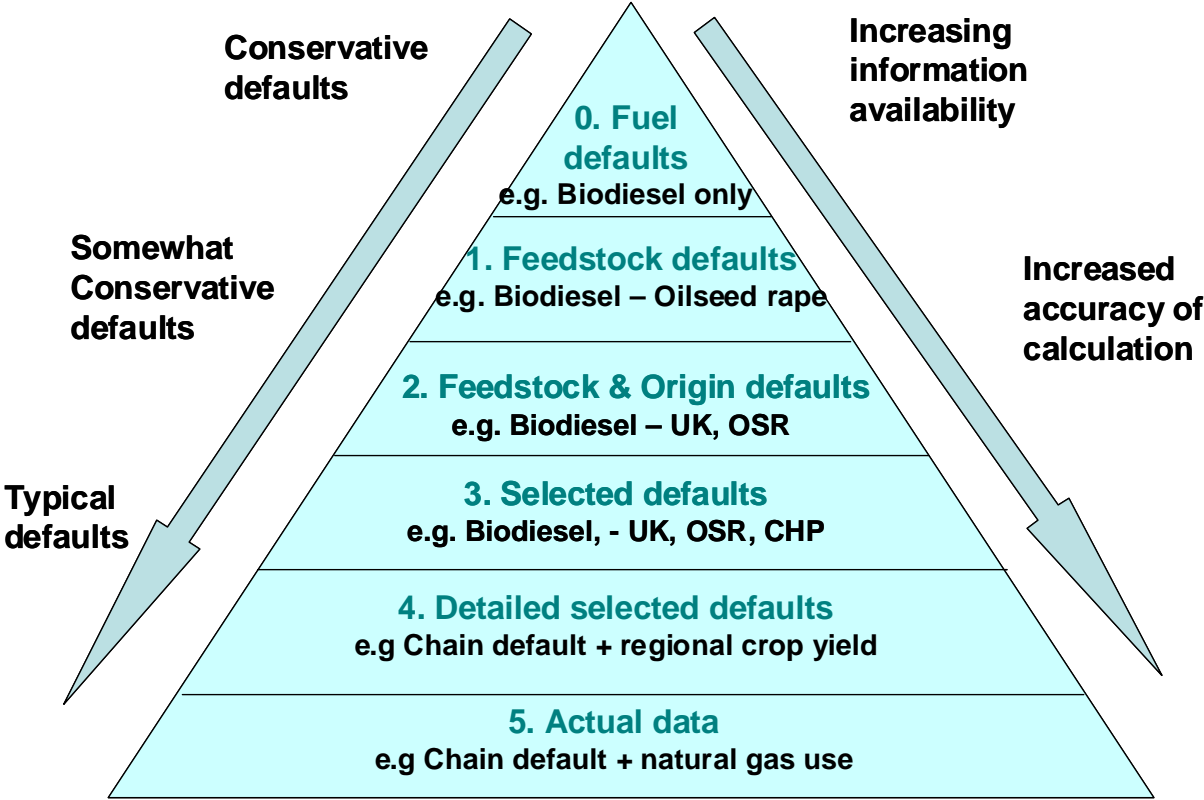 Conservative
defaults
Increasing
information
availability
0. Fuel
defaults
e.g. Biodiesel only
Somewhat
Conservative
defaults
1. Feedstock defaults
e.g. Biodiesel – Oilseed rape
Increased
accuracy of
calculation
2. Feedstock & Origin defaults
e.g. Biodiesel – UK, OSR
Typical
defaults
3. Selected defaults
e.g. Biodiesel, - UK, OSR, CHP
4. Detailed selected defaults
e.g Chain default + regional crop yield
5. Actual data
e.g Chain default + natural gas use